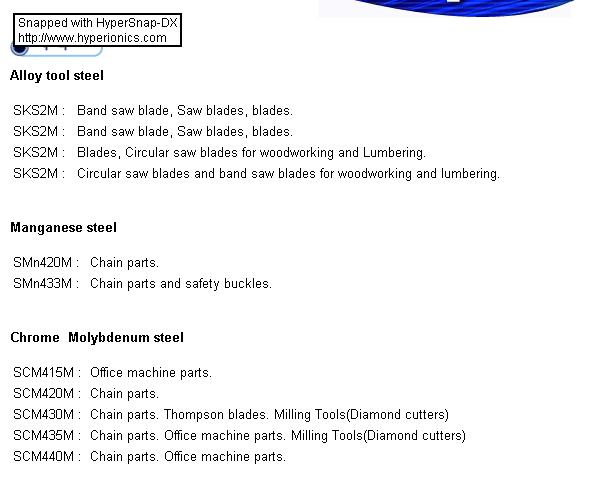 Snapped with HyperSnap-DX
http://www.hyperionics.com
Alloy tool steel
SKS2M : Band saw blade, Saw blades, blades.
SKS2M : Band saw blade, Saw blades, blades.
SKS2M : Blades, Circular saw blades for woodworking and Lumbering.
SKS2M : Circular saw blades and band saw blades for woodworking and lumbering.
Manganese steel
SMn420M : Chain parts.
SMn433M : Chain parts and safety buckles.
Chrome Molybdenum steel
SCM415M : Office machine parts.
SCM420M : Chain parts.
SCM430M : Chain parts. Thompson blades. Milling Tools(Diamond cutters)
SCM435M : Chain parts. Office machine parts. Milling Tools(Diamond cutters)
SCM440M : Chain parts. Office machine parts.